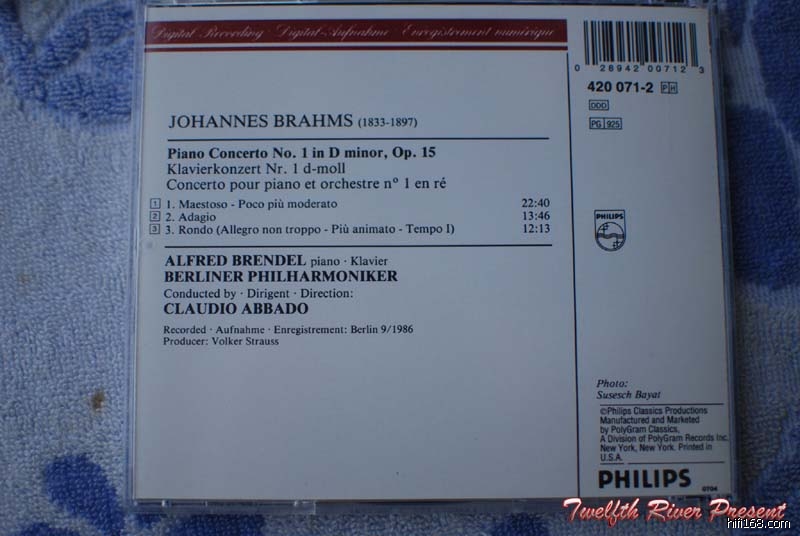 Digital Recording · Digital-Aufnahme · Enregistrement numérique
JOHANNES BRAHMS (1833-1897)
Piano Concerto No. 1 in D minor, Op. 15
Klavierkonzert Nr. 1 d-moll
Concerto pour piano et orchestre n° 1 en ré
1 1. Maestoso - Poco più moderato 22:40
2 2. Adagio 13:46
3 3. Rondo (Allegro non troppo - Più animato - Tempo I) 12:13
ALFRED BRENDEL piano · Klavier
BERLINER PHILHARMONIKER
Conducted by · Dirigent · Direction:
CLAUDIO ABBADO
Recorded · Aufnahme · Enregistrement: Berlin 9/1986
Producer: Volker Strauss
0 28942 00712 3
420 071-2 PH
DDD
PG 925
PHILIPS
Photo:
Susesch Bayat
©Philips Classics Productions
Manufactured and Marketed
by PolyGram Classics,
A Division of PolyGram Records Inc.
New York, New York. Printed in
U.S.A.
PHILIPS
0704
Twelfth River Present
hifi168.com